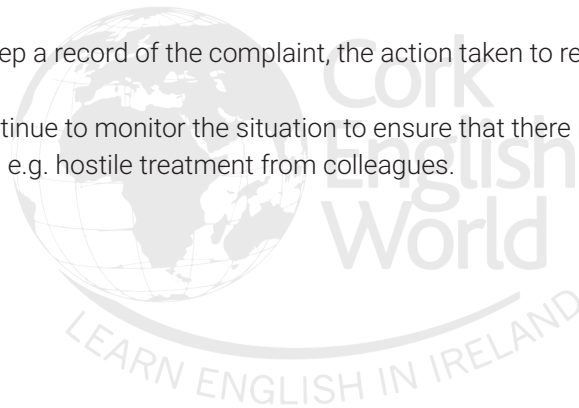 ep a record of the complaint, the action taken to re
tinue to monitor the situation to ensure that there
e.g. hostile treatment from colleagues.
Cork
English
World
LEARN ENGLISH IN IRELAND